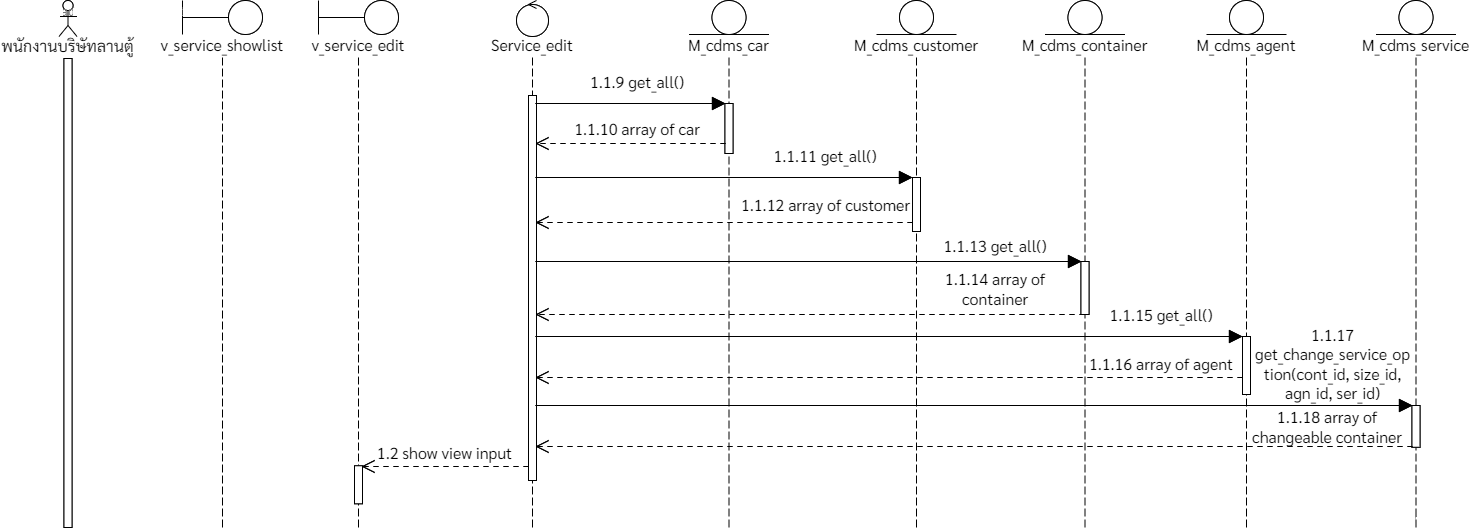 พนักงานบริษัทลานตู้
v_service_showlist
v_service_edit
Service_edit
M_cdms_car
M_cdms_customer
M_cdms_container
M_cdms_agent
M_cdms_service
1.1.9 get_all()
1.1.10 array of car
1.1.11 get_all()
1.1.12 array of customer
1.1.13 get_all()
1.1.14 array of
container
1.1.15 get_all()
1.1.16 array of agent
1.1.17
get_change_service_op
tion(cont_id, size_id,
agn_id, ser_id)
1.1.18 array of
changeable container
1.2 show view input